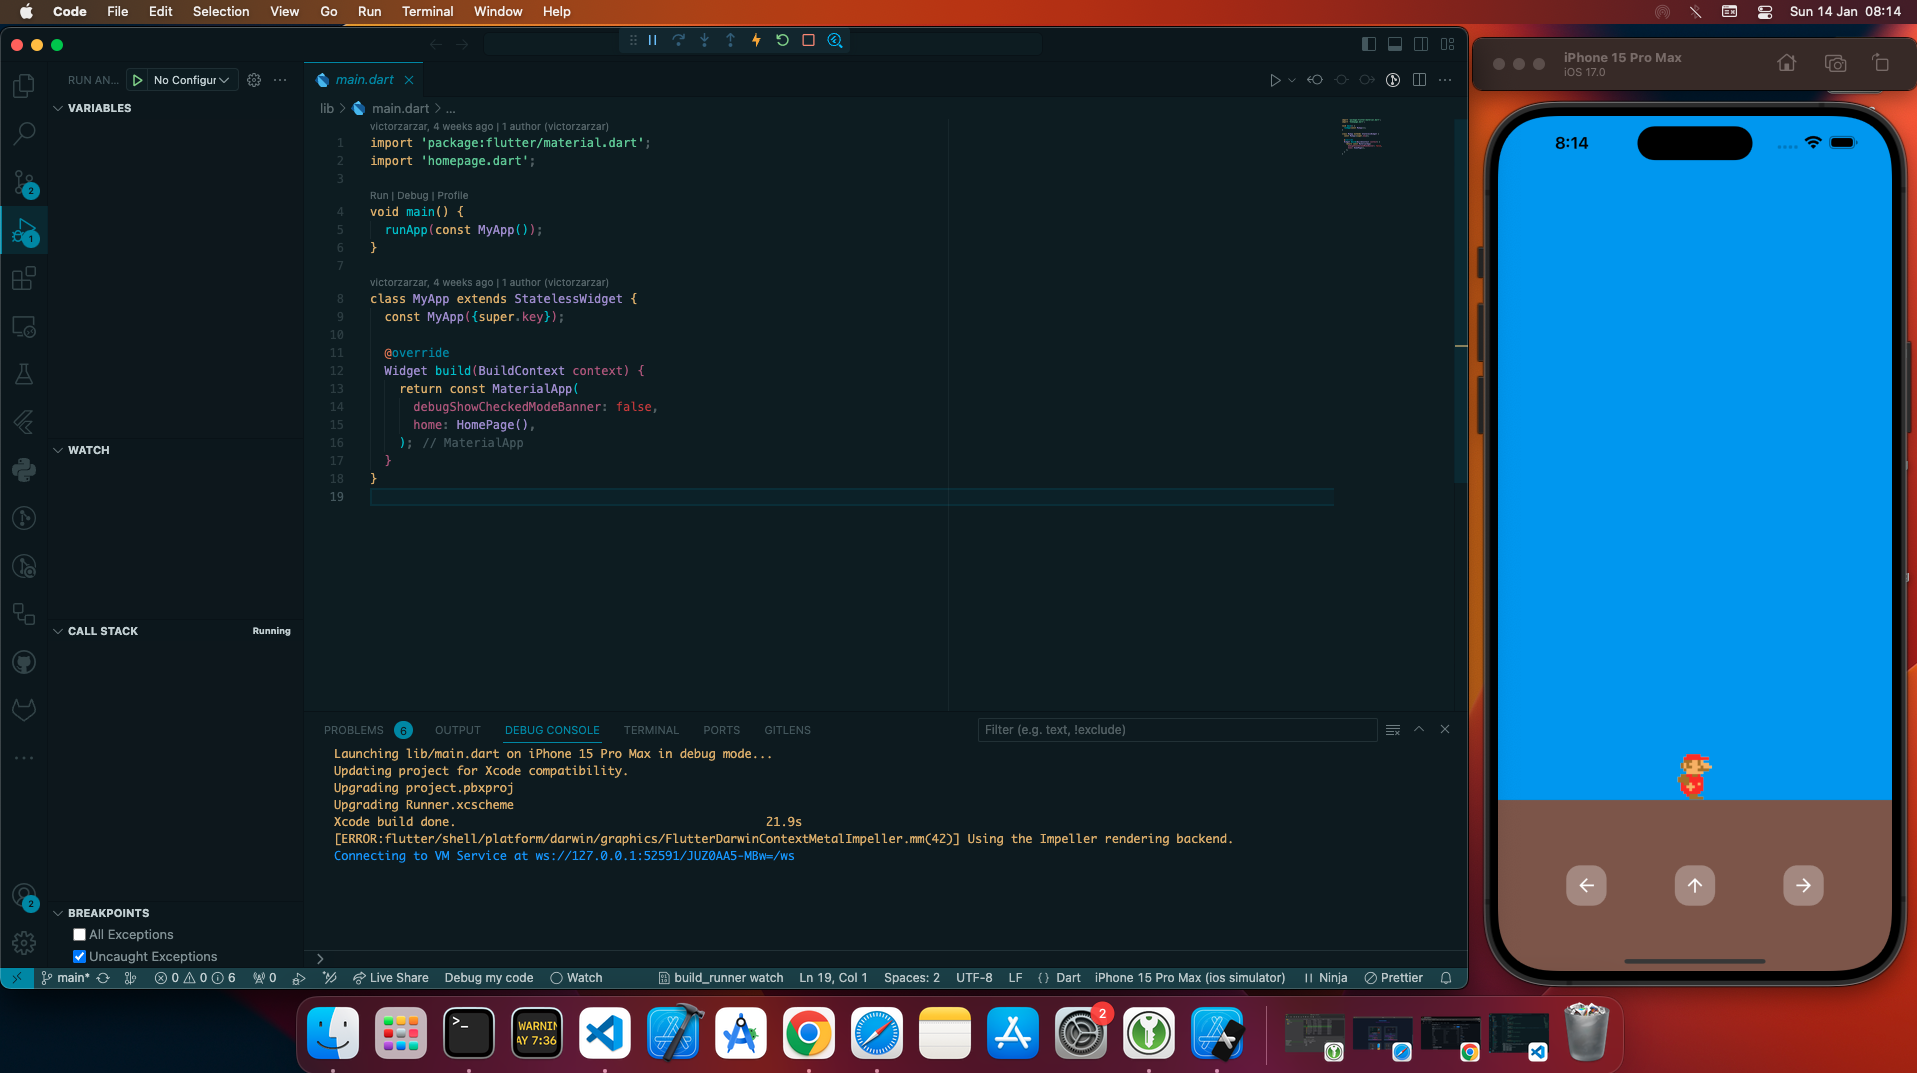 Code File Edit Selection View Go Run Terminal Window Help
Sun 14 Jan 08:14
RUN AN... No Configur
main.dart
VARIABLES
lib > main.dart > ...
victorzarzar, 4 weeks ago | 1 author (victorzarzar)
1 import 'package:flutter/material.dart';
2 import 'homepage.dart';
3
Run | Debug | Profile
4 void main() {
5 runApp(const MyApp());
6 }
7
victorzarzar, 4 weeks ago | 1 author (victorzarzar)
8 class MyApp extends StatelessWidget {
9 const MyApp({super.key});
10
11 @override
12 Widget build(BuildContext context) {
13 return const MaterialApp(
14 debugShowCheckedModeBanner: false,
15 home: HomePage(),
16 ); // MaterialApp
17 }
18 }
19
2
1
WATCH
CALL STACK Running
BREAKPOINTS
All Exceptions
Uncaught Exceptions
2
PROBLEMS 6 OUTPUT DEBUG CONSOLE TERMINAL PORTS GITLENS
Filter (e.g. text, !exclude)
Launching lib/main.dart on iPhone 15 Pro Max in debug mode...
Updating project for Xcode compatibility.
Upgrading project.pbxproj
Upgrading Runner.xcscheme
Xcode build done. 21.9s
[ERROR:flutter/shell/platform/darwin/graphics/FlutterDarwinContextMetalImpeller.mm(42)] Using the Impeller rendering backend.
Connecting to VM Service at ws://127.0.0.1:52591/JUZ0AA5-MBw=/ws
>
main* 0 0 6 0 Live Share Debug my code Watch build_runner watch Ln 19, Col 1 Spaces: 2 UTF-8 LF {} Dart iPhone 15 Pro Max (ios simulator) Ninja Prettier
iPhone 15 Pro Max
iOS 17.0
8:14
>_
WARNIN
AY 7:36
2